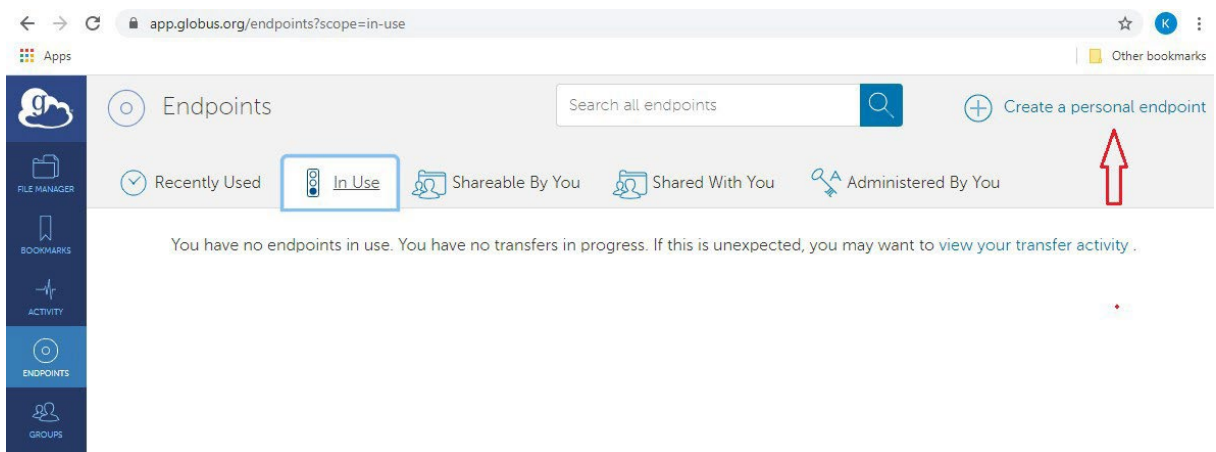 app.globus.org/endpoints?scope=in-use
K
Apps
Other bookmarks
g
Endpoints
Search all endpoints
Create a personal endpoint
FILE MANAGER
Recently Used
In Use
Shareable By You
Shared With You
Administered By You
BOOKMARKS
You have no endpoints in use. You have no transfers in progress. If this is unexpected, you may want to view your transfer activity .
ACTIVITY
ENDPOINTS
GROUPS